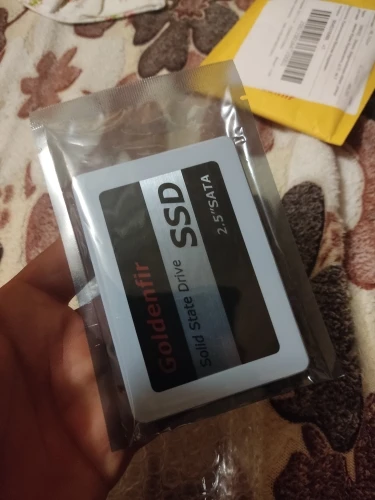 Goldenfir
Solid State Drive
SSD
2.5"SATA